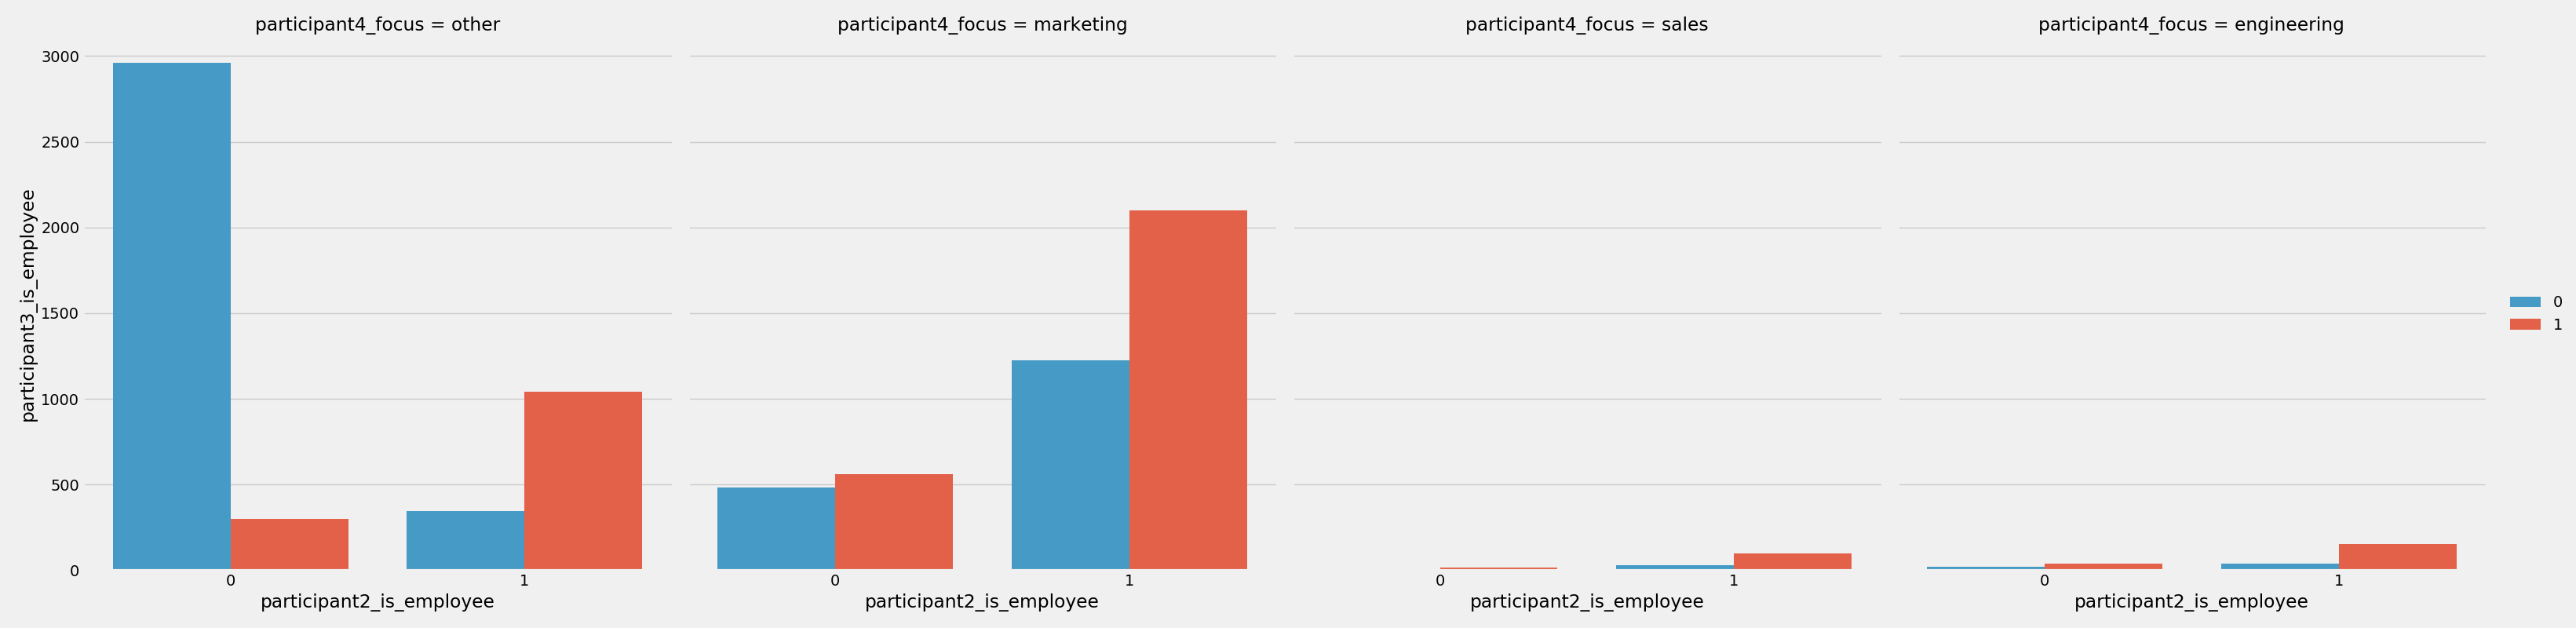 participant4_focus = other
participant4_focus = marketing
participant4_focus = sales
participant4_focus = engineering
participant3_is_employee
3000
2500
2000
1500
1000
500
0
0
1
0
1
0
1
0
1
participant2_is_employee
participant2_is_employee
participant2_is_employee
participant2_is_employee
0
1